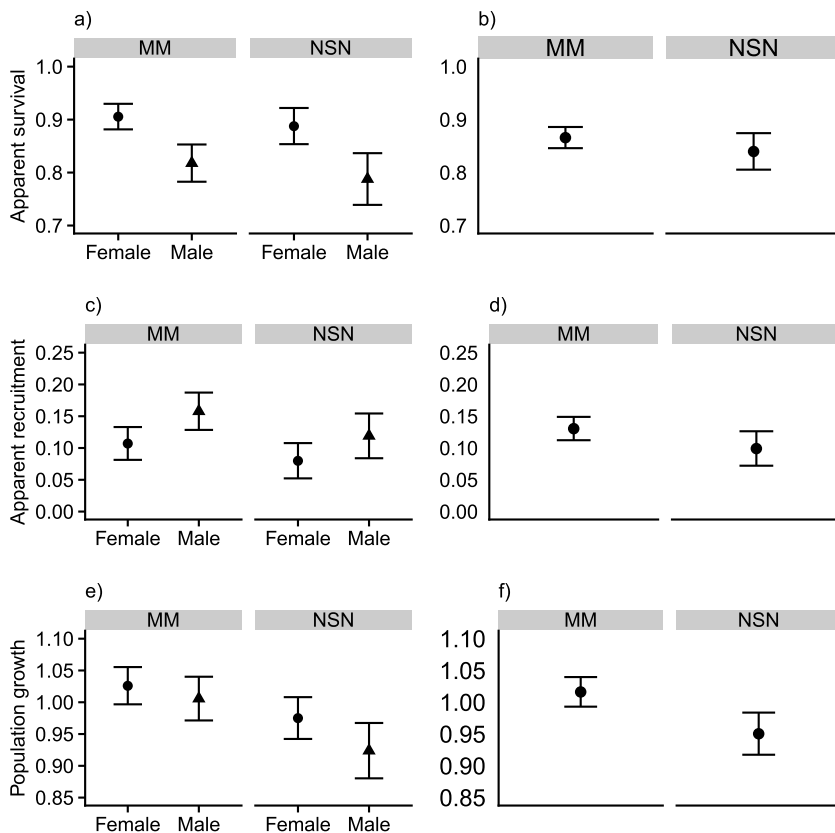 a)
MM NSN
Apparent survival
1.0
0.9
0.8
0.7
Female Male Female Male
b)
MM NSN
1.0
0.9
0.8
0.7
c)
MM NSN
Apparent recruitment
0.25
0.20
0.15
0.10
0.05
0.00
Female Male Female Male
d)
MM NSN
0.25
0.20
0.15
0.10
0.05
0.00
e)
MM NSN
Population growth
1.10
1.05
1.00
0.95
0.90
0.85
Female Male Female Male
f)
MM NSN
1.10
1.05
1.00
0.95
0.90
0.85